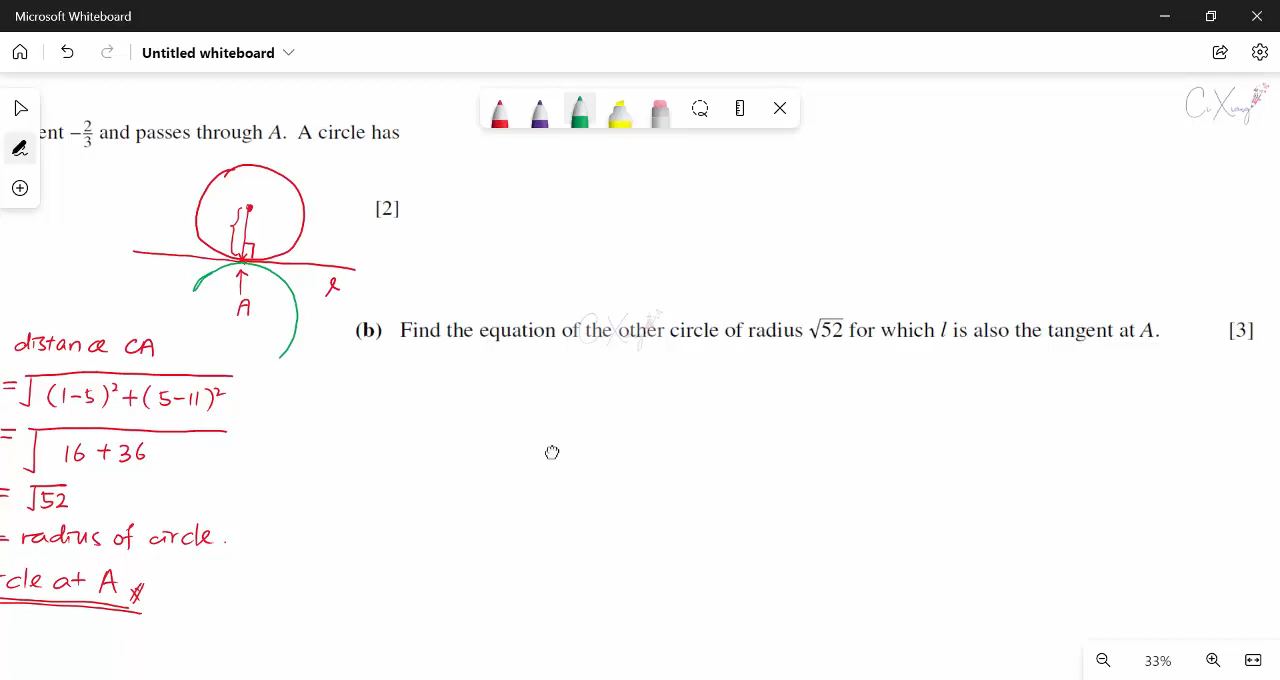 Microsoft Whiteboard
Untitled whiteboard
Ci Xiang
ent −2/3 and passes through A. A circle has
[2]
l
A
(b) Find the equation of the other circle of radius √52 for which l is also the tangent at A. [3]
distance CA
= √(1-5)² + (5-11)²
= √16 + 36
= √52
= radius of circle.
rcle at A
33%